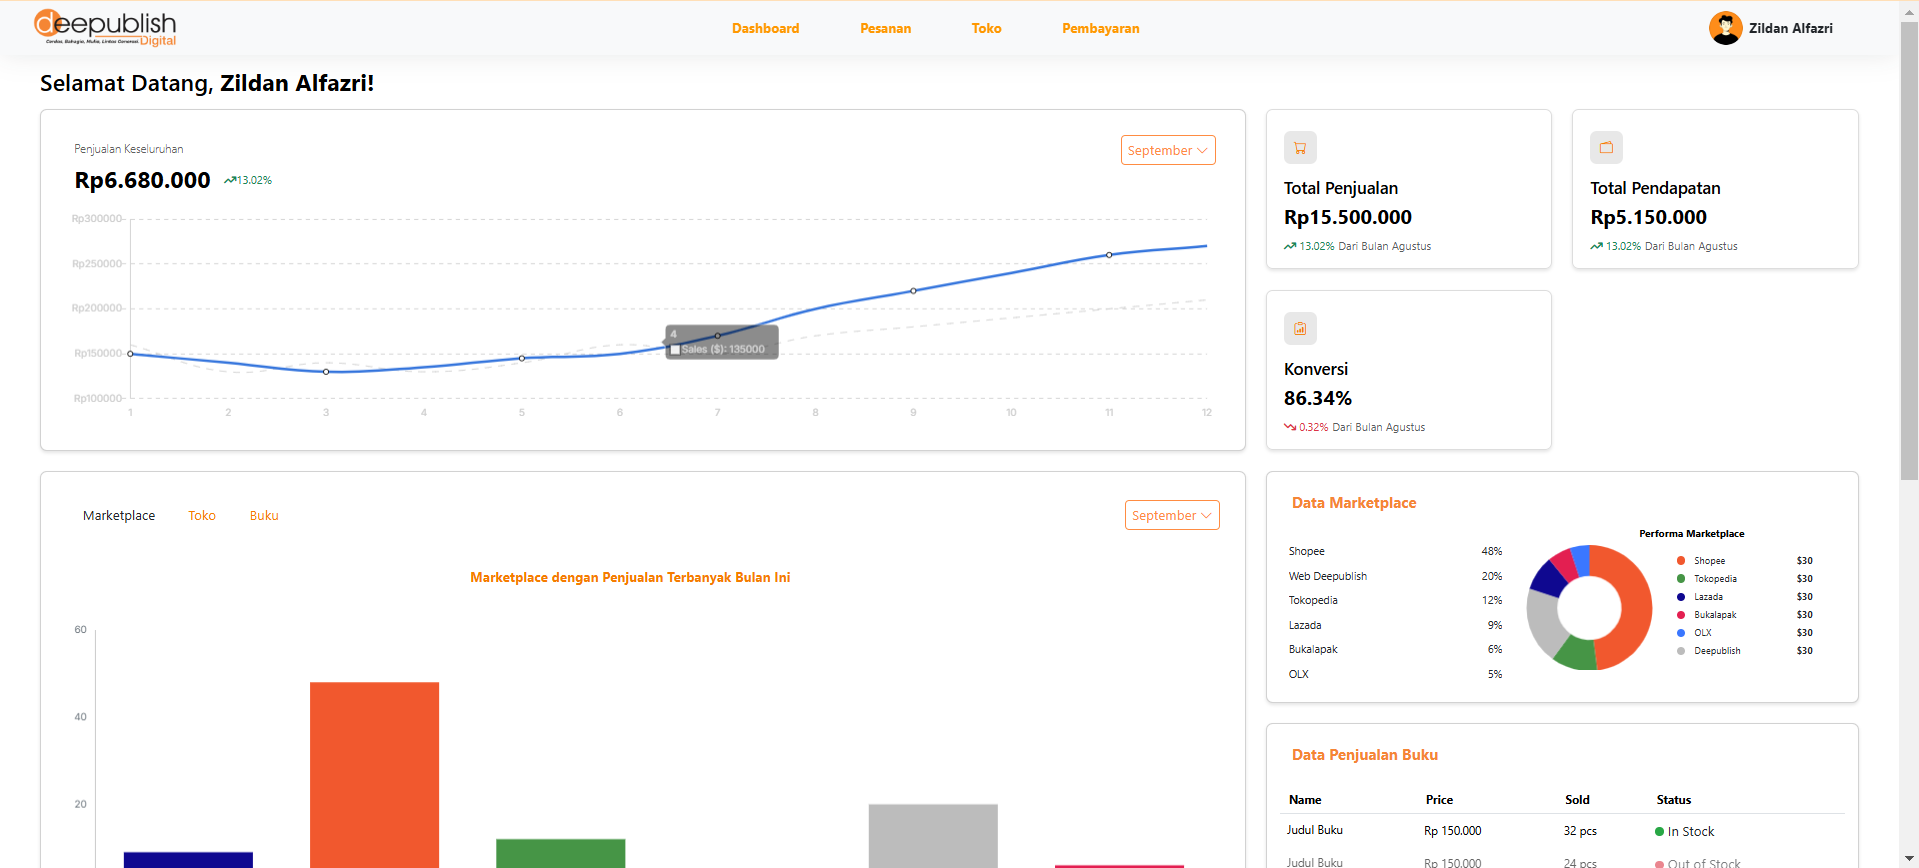 deepublish
Cerdas, Bahagia, Mulia, Lintas Generasi.
Digital
Dashboard
Pesanan
Toko
Pembayaran
Zildan Alfazri
Selamat Datang, Zildan Alfazri!
Penjualan Keseluruhan
Rp6.680.000
13.02%
September
Rp300000
Rp250000
Rp200000
Rp150000
Rp100000
4
Sales ($): 135000
1 2 3 4 5 6 7 8 9 10 11 12
Total Penjualan
Rp15.500.000
13.02% Dari Bulan Agustus
Total Pendapatan
Rp5.150.000
13.02% Dari Bulan Agustus
Konversi
86.34%
0.32% Dari Bulan Agustus
Marketplace Toko Buku
September
Marketplace dengan Penjualan Terbanyak Bulan Ini
60
40
20
Data Marketplace
Shopee 48%
Web Deepublish 20%
Tokopedia 12%
Lazada 9%
Bukalapak 6%
OLX 5%
Performa Marketplace
Shopee $30
Tokopedia $30
Lazada $30
Bukalapak $30
OLX $30
Deepublish $30
Data Penjualan Buku
Name Price Sold Status
Judul Buku Rp 150.000 32 pcs In Stock
Judul Buku Rp 150.000 24 pcs Out of Stock